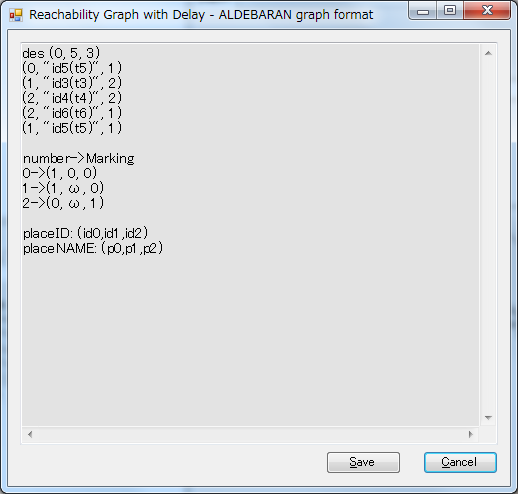 Reachability Graph with Delay - ALDEBARAN graph format
des (0, 5, 3)
(0, "id5(t5)", 1)
(1, "id3(t3)", 2)
(2, "id4(t4)", 2)
(2, "id6(t6)", 1)
(1, "id5(t5)", 1)
number->Marking
0->(1, 0, 0)
1->(1, ω, 0)
2->(0, ω, 1)
placeID: (id0,id1,id2)
placeNAME: (p0,p1,p2)
Save
Cancel